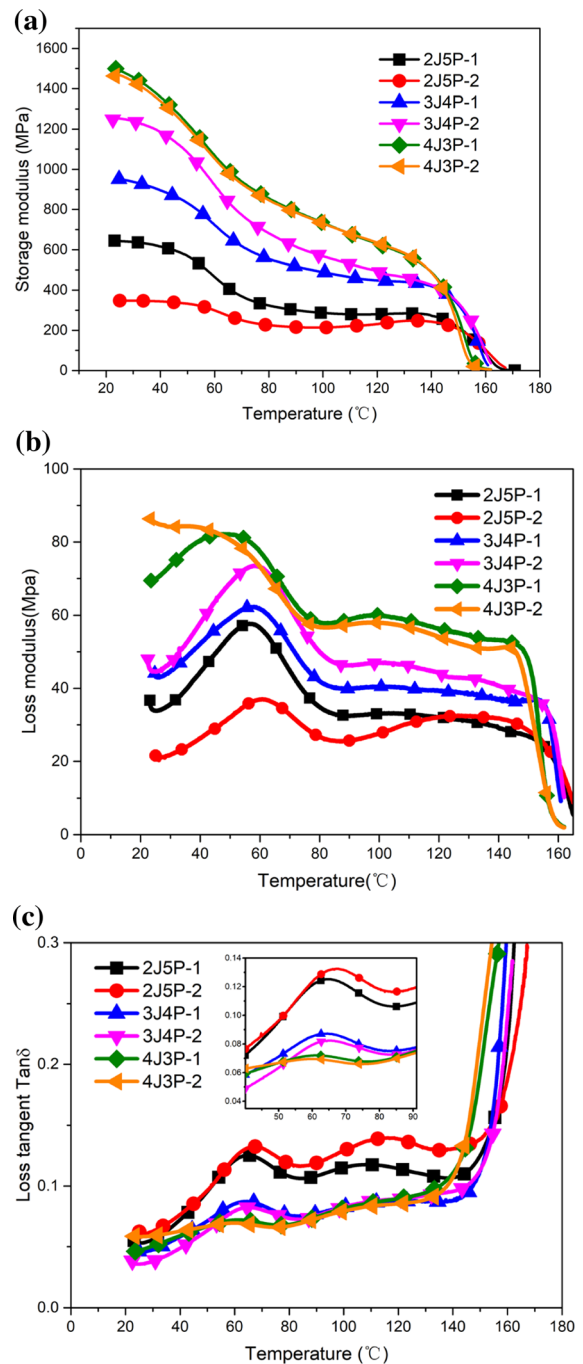 (a)
1600
1400
1200
1000
800
600
400
200
0
Storage modulus (MPa)
2J5P-1
2J5P-2
3J4P-1
3J4P-2
4J3P-1
4J3P-2
20 40 60 80 100 120 140 160 180
Temperature (℃)
(b)
100
80
60
40
20
0
Loss modulus(Mpa)
2J5P-1
2J5P-2
3J4P-1
3J4P-2
4J3P-1
4J3P-2
0 20 40 60 80 100 120 140 160
Temperature(℃)
(c)
0.3
0.2
0.1
0.0
Loss tangent Tanδ
2J5P-1
2J5P-2
3J4P-1
3J4P-2
4J3P-1
4J3P-2
0.14
0.12
0.10
0.08
0.06
0.04
50 60 70 80 90
0 20 40 60 80 100 120 140 160 180
Temperature (℃)